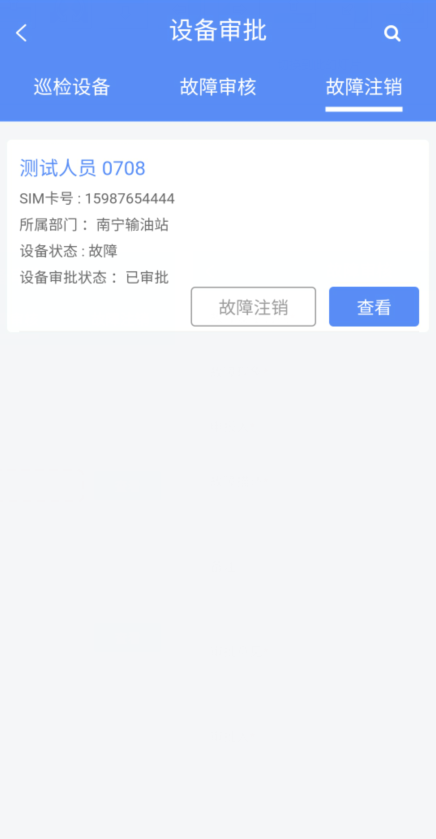 设备审批
巡检设备 故障审核 故障注销
测试人员 0708
SIM卡号 : 15987654444
所属部门 : 南宁输油站
设备状态 : 故障
设备审批状态 : 已审批
故障注销 查看